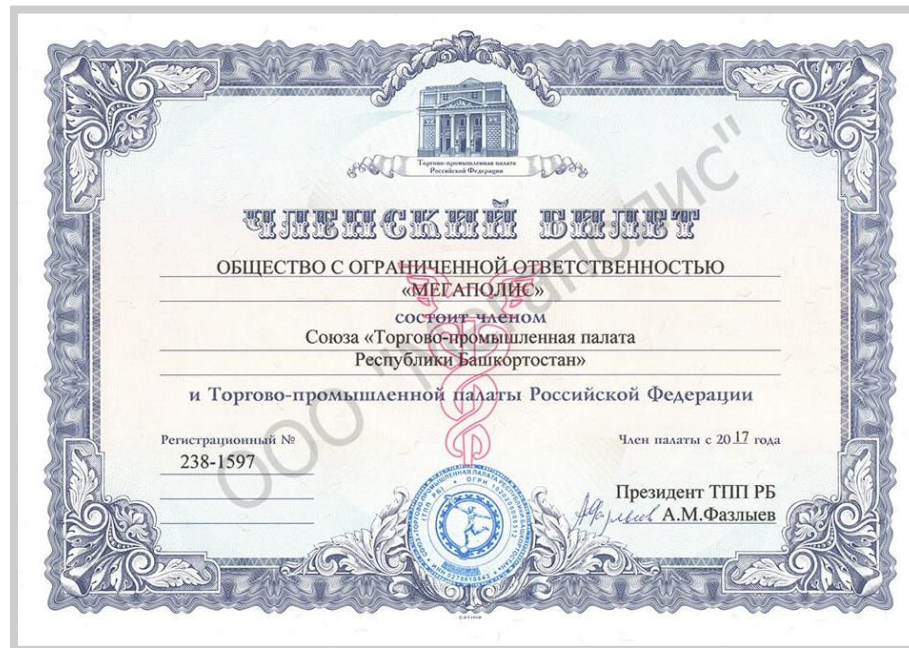 Торгово-промышленная палата
Российской Федерации
ЧЛЕНСКИЙ БИЛЕТ
ОБЩЕСТВО С ОГРАНИЧЕННОЙ ОТВЕТСТВЕННОСТЬЮ
«МЕГАПОЛИС»
состоит членом
Союза «Торгово-промышленная палата
Республики Башкортостан»
и Торгово-промышленной палаты Российской Федерации
Регистрационный №
238-1597
Член палаты с 2017 года
Президент ТПП РБ
А.М.Фазлыев
ООО "Мегаполис"